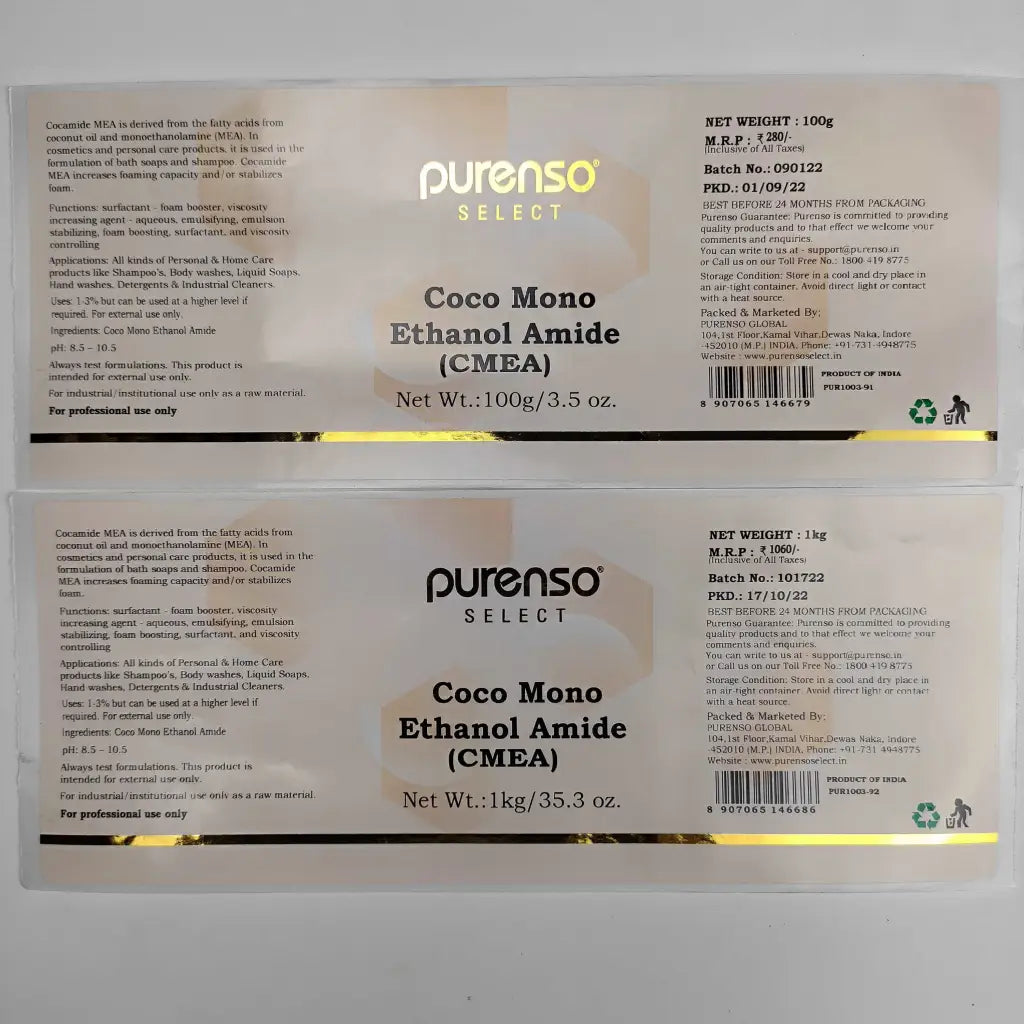 Cocamide MEA is derived from the fatty acids from
coconut oil and monoethanolamine (MEA). In
cosmetics and personal care products, it is used in the
formulation of bath soaps and shampoo. Cocamide
MEA increases foaming capacity and/or stabilizes
foam.
Functions: surfactant - foam booster, viscosity
increasing agent - aqueous, emulsifying, emulsion
stabilizing, foam boosting, surfactant, and viscosity
controlling
Applications: All kinds of Personal & Home Care
products like Shampoo's, Body washes, Liquid Soaps,
Hand washes, Detergents & Industrial Cleaners.
Uses: 1-3% but can be used at a higher level if
required. For external use only.
Ingredients: Coco Mono Ethanol Amide
pH: 8.5 – 10.5
Always test formulations. This product is
intended for external use only.
For industrial/institutional use only as a raw material.
For professional use only
purenso®
SELECT
Coco Mono
Ethanol Amide
(CMEA)
Net Wt.:100g/3.5 oz.
NET WEIGHT : 100g
M.R.P : ₹ 280/-
(Inclusive of All Taxes)
Batch No.: 090122
PKD.: 01/09/22
BEST BEFORE 24 MONTHS FROM PACKAGING
Purenso Guarantee: Purenso is committed to providing
quality products and to that effect we welcome your
comments and enquiries.
You can write to us at - support@purenso.in
or Call us on our Toll Free No.: 1800 419 8775
Storage Condition: Store in a cool and dry place in
an air-tight container. Avoid direct light or contact
with a heat source.
Packed & Marketed By;
PURENSO GLOBAL
104,1st Floor,Kamal Vihar,Dewas Naka, Indore
-452010 (M.P.) INDIA, Phone: +91-731-4948775
Website : www.purensoselect.in
PRODUCT OF INDIA
PUR1003-91
8 907065 146679
Cocamide MEA is derived from the fatty acids from
coconut oil and monoethanolamine (MEA). In
cosmetics and personal care products, it is used in the
formulation of bath soaps and shampoo. Cocamide
MEA increases foaming capacity and/or stabilizes
foam.
Functions: surfactant - foam booster, viscosity
increasing agent - aqueous, emulsifying, emulsion
stabilizing, foam boosting, surfactant, and viscosity
controlling
Applications: All kinds of Personal & Home Care
products like Shampoo's, Body washes, Liquid Soaps,
Hand washes, Detergents & Industrial Cleaners.
Uses: 1-3% but can be used at a higher level if
required. For external use only.
Ingredients: Coco Mono Ethanol Amide
pH: 8.5 – 10.5
Always test formulations. This product is
intended for external use only.
For industrial/institutional use only as a raw material.
For professional use only
purenso®
SELECT
Coco Mono
Ethanol Amide
(CMEA)
Net Wt.:1kg/35.3 oz.
NET WEIGHT : 1kg
M.R.P : ₹ 1060/-
(Inclusive of All Taxes)
Batch No.: 101722
PKD.: 17/10/22
BEST BEFORE 24 MONTHS FROM PACKAGING
Purenso Guarantee: Purenso is committed to providing
quality products and to that effect we welcome your
comments and enquiries.
You can write to us at - support@purenso.in
or Call us on our Toll Free No.: 1800 419 8775
Storage Condition: Store in a cool and dry place in
an air-tight container. Avoid direct light or contact
with a heat source.
Packed & Marketed By;
PURENSO GLOBAL
104,1st Floor,Kamal Vihar,Dewas Naka, Indore
-452010 (M.P.) INDIA, Phone: +91-731 4948775
Website : www.purensoselect.in
PRODUCT OF INDIA
PUR1003-92
8 907065 146686